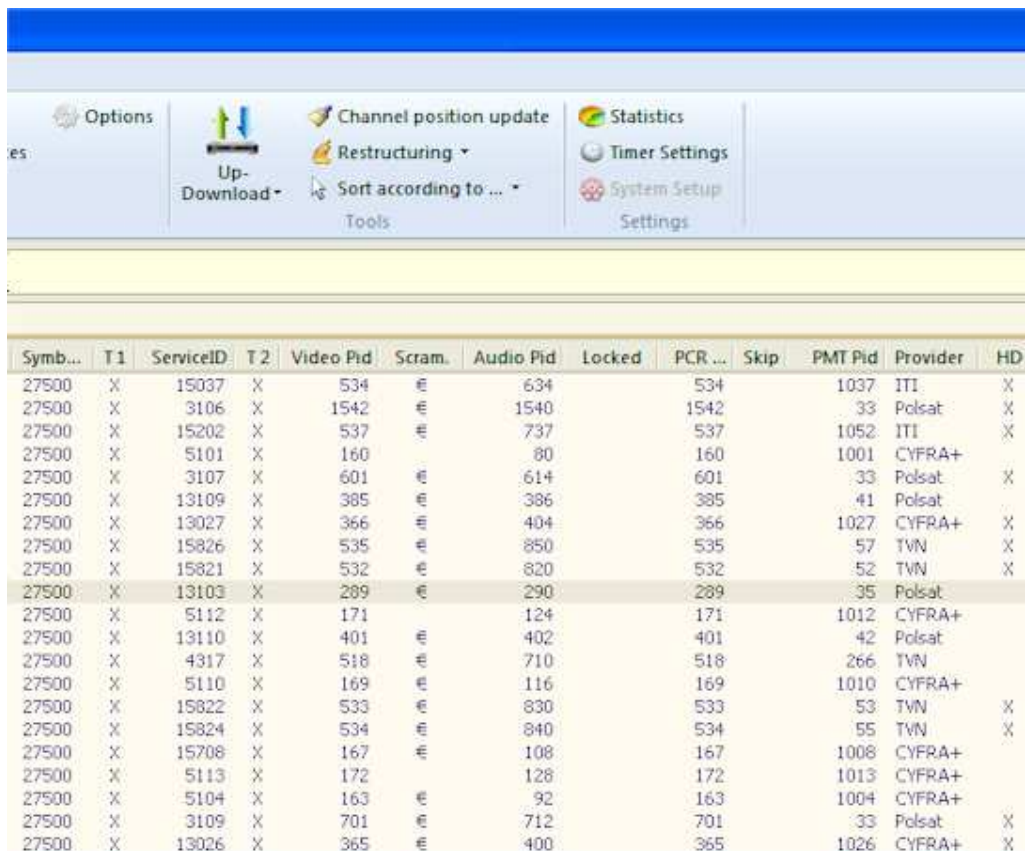 Options
Channel position update
Statistics
es
Restructuring
Timer Settings
Up-
Download
Sort according to ...
System Setup
Tools
Settings
Symb... T 1 ServiceID T 2 Video Pid Scram. Audio Pid Locked PCR ... Skip PMT Pid Provider HD
27500 X 15037 X 534 € 634 534 1037 ITI X
27500 X 3106 X 1542 € 1540 1542 33 Polsat X
27500 X 15202 X 537 € 737 537 1052 ITI X
27500 X 5101 X 160 80 160 1001 CYFRA+
27500 X 3107 X 601 € 614 601 33 Polsat X
27500 X 13109 X 385 € 386 385 41 Polsat
27500 X 13027 X 366 € 404 366 1027 CYFRA+ X
27500 X 15826 X 535 € 850 535 57 TVN X
27500 X 15821 X 532 € 820 532 52 TVN X
27500 X 13103 X 289 € 290 289 35 Polsat
27500 X 5112 X 171 124 171 1012 CYFRA+
27500 X 13110 X 401 € 402 401 42 Polsat
27500 X 4317 X 518 € 710 518 266 TVN
27500 X 5110 X 169 € 116 169 1010 CYFRA+
27500 X 15822 X 533 € 830 533 53 TVN X
27500 X 15824 X 534 € 840 534 55 TVN X
27500 X 15708 X 167 € 108 167 1008 CYFRA+
27500 X 5113 X 172 128 172 1013 CYFRA+
27500 X 5104 X 163 € 92 163 1004 CYFRA+
27500 X 3109 X 701 € 712 701 33 Polsat X
27500 X 13026 X 365 € 400 365 1026 CYFRA+ X